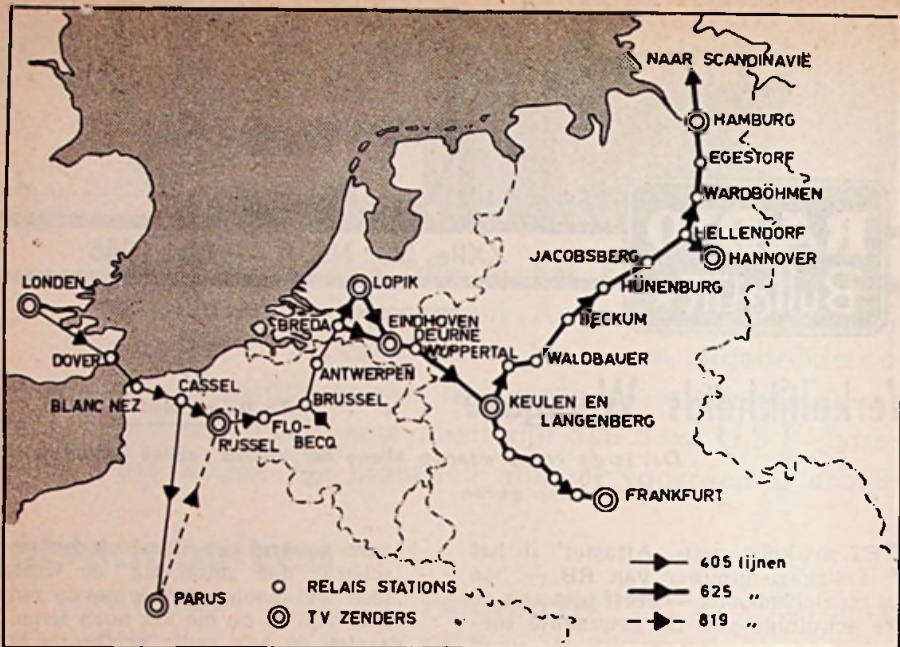 NAAR SCANDINAVIË
HAMBURG
EGESTORF
WARDBÖHMEN
HELLENDORF
JACOBSBERG
HANNOVER
HÜNENBURG
BECKUM
LONDEN
LOPIK
BREDA
EINDHOVEN
DEURNE
WUPPERTAL
WALDBAUER
DOVER
ANTWERPEN
CASSEL
BLANC NEZ
BRUSSEL
KEULEN EN
LANGENBERG
RIJSSEL
FLO-
BECQ
FRANKFURT
PARIJS
RELAIS STATIONS
TV ZENDERS
405 lijnen
625 "
819 "